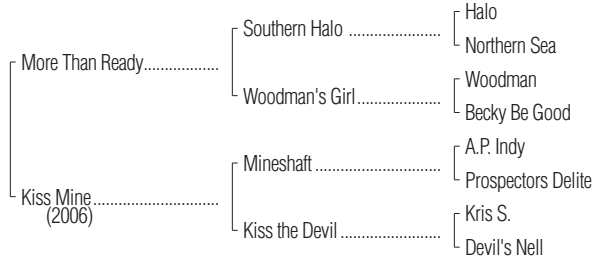 Halo
Southern Halo ...................
Northern Sea
More Than Ready...................
Woodman
Woodman's Girl.....................
Becky Be Good
A.P. Indy
Mineshaft...............................
Prospectors Delite
Kiss Mine................................
(2006)
Kris S.
Kiss the Devil .......................
Devil's Nell